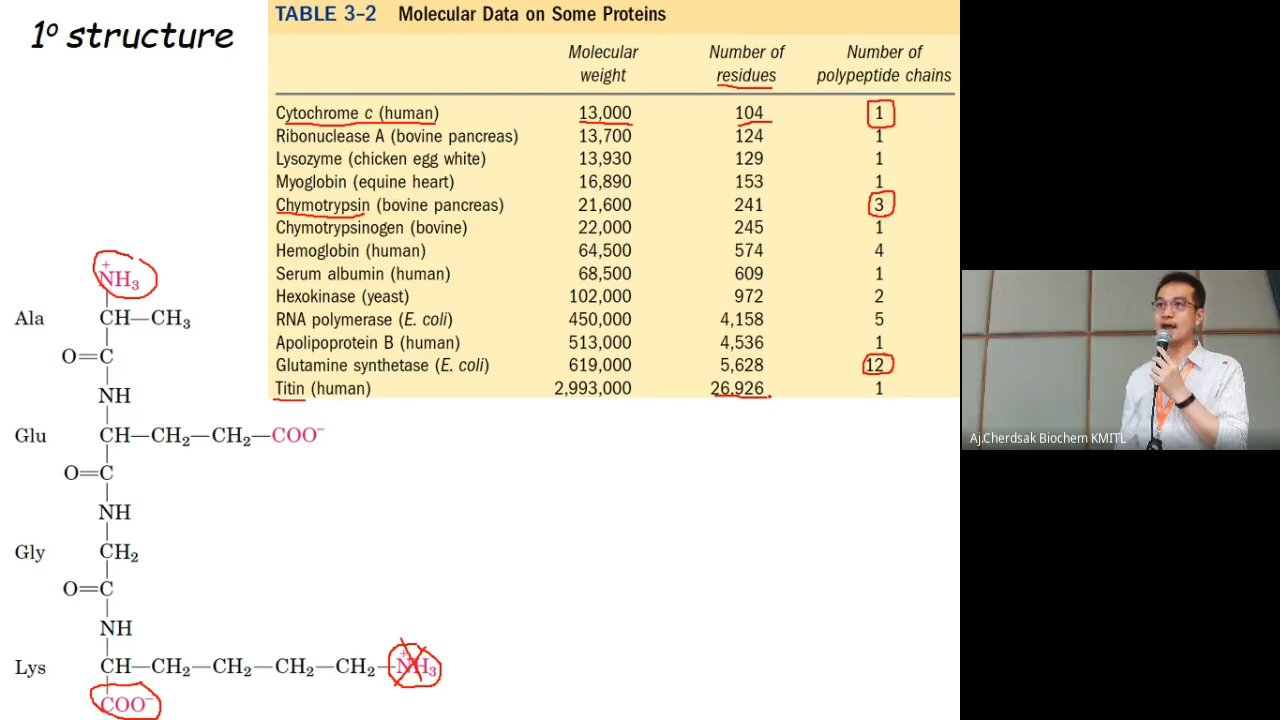 1º structure
TABLE 3–2 Molecular Data on Some Proteins
Molecular weight Number of residues Number of polypeptide chains
Cytochrome c (human) 13,000 104 1
Ribonuclease A (bovine pancreas) 13,700 124 1
Lysozyme (chicken egg white) 13,930 129 1
Myoglobin (equine heart) 16,890 153 1
Chymotrypsin (bovine pancreas) 21,600 241 3
Chymotrypsinogen (bovine) 22,000 245 1
Hemoglobin (human) 64,500 574 4
Serum albumin (human) 68,500 609 1
Hexokinase (yeast) 102,000 972 2
RNA polymerase (E. coli) 450,000 4,158 5
Apolipoprotein B (human) 513,000 4,536 1
Glutamine synthetase (E. coli) 619,000 5,628 12
Titin (human) 2,993,000 26,926 1
+
NH₃
Ala CH—CH₃
O=C
NH
Glu CH—CH₂—CH₂—COO⁻
O=C
NH
Gly CH₂
O=C
NH
+
Lys CH—CH₂—CH₂—CH₂—CH₂—NH₃
COO⁻
Aj.Cherdsak Biochem KMITL